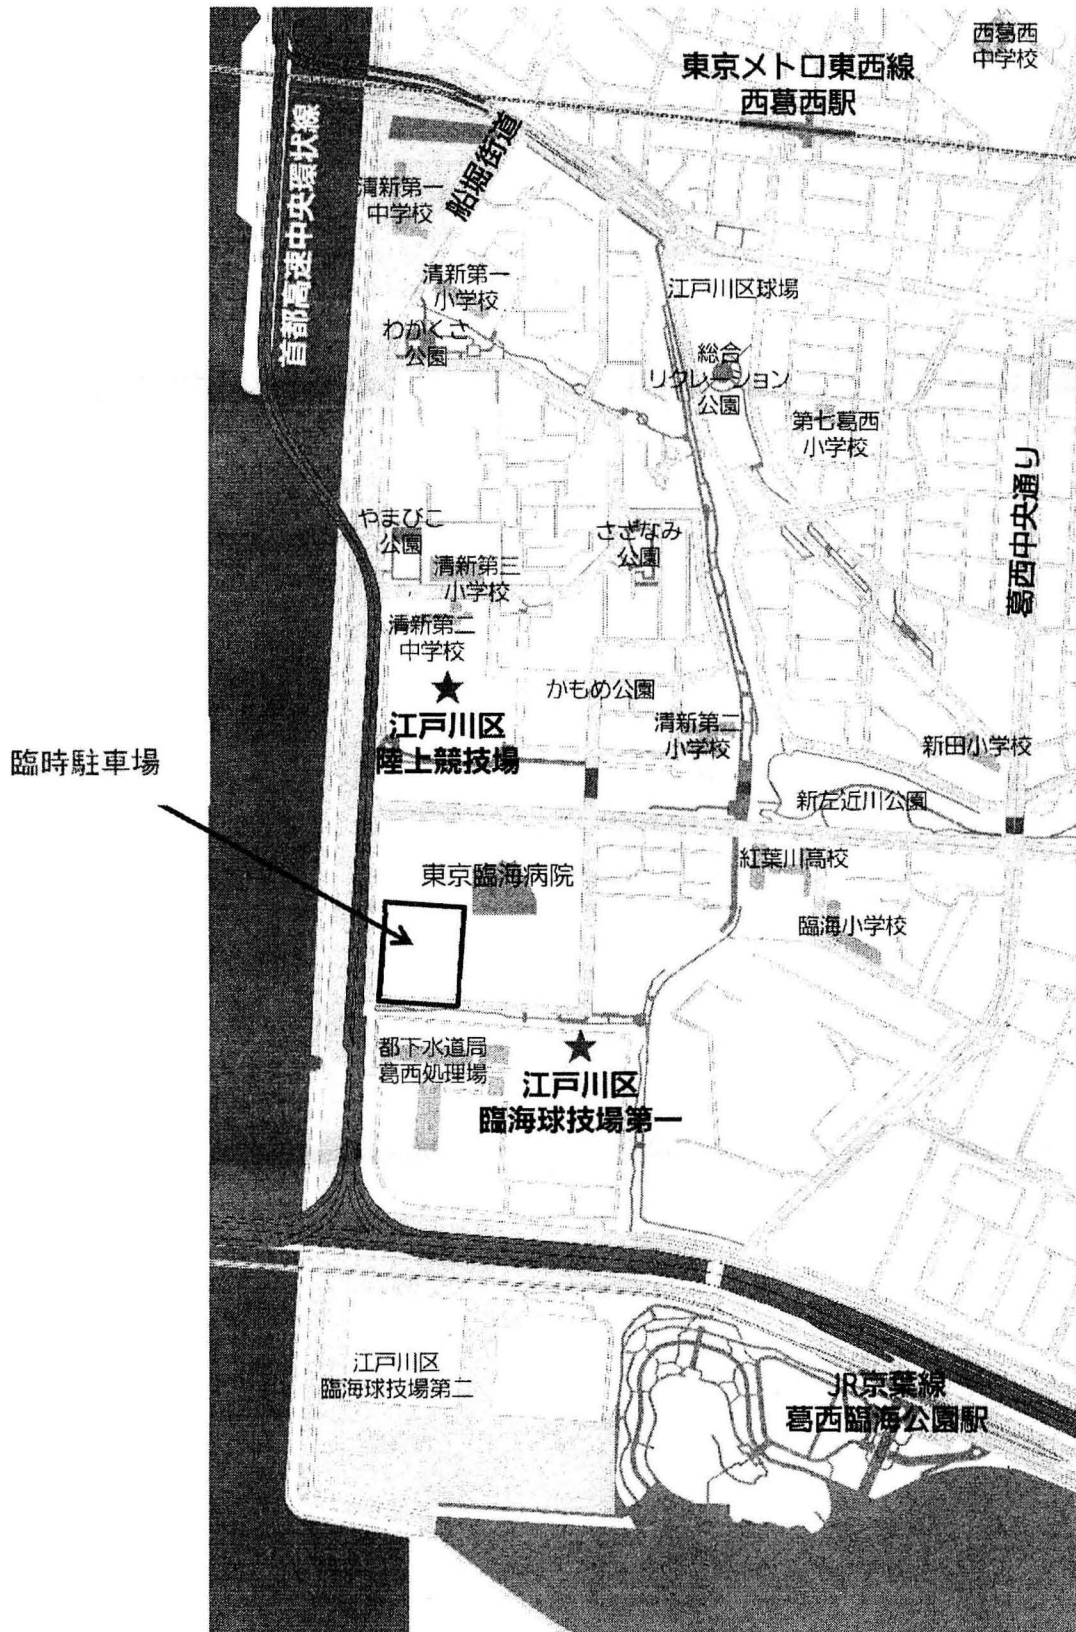 西葛西
中学校
東京メトロ東西線
西葛西駅
船堀街道
首都高速中央環状線
清新第一
中学校
清新第一
小学校
わかくさ
公園
江戸川区球場
総合
リクレーション
公園
第七葛西
小学校
葛西中央通り
やまびこ
公園
さざなみ
公園
清新第三
小学校
清新第二
中学校
★
江戸川区
陸上競技場
かもめ公園
清新第二
小学校
新田小学校
臨時駐車場
新左近川公園
東京臨海病院
紅葉川高校
臨海小学校
都下水道局
葛西処理場
★
江戸川区
臨海球技場第一
江戸川区
臨海球技場第二
JR京葉線
葛西臨海公園駅